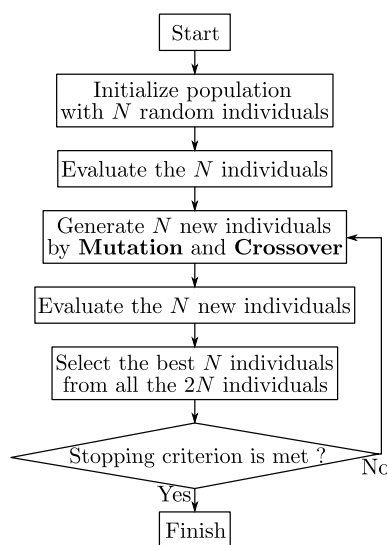 Start
Initialize population
with N random individuals
Evaluate the N individuals
Generate N new individuals
by Mutation and Crossover
Evaluate the N new individuals
Select the best N individuals
from all the 2N individuals
Stopping criterion is met ?
No
Yes
Finish